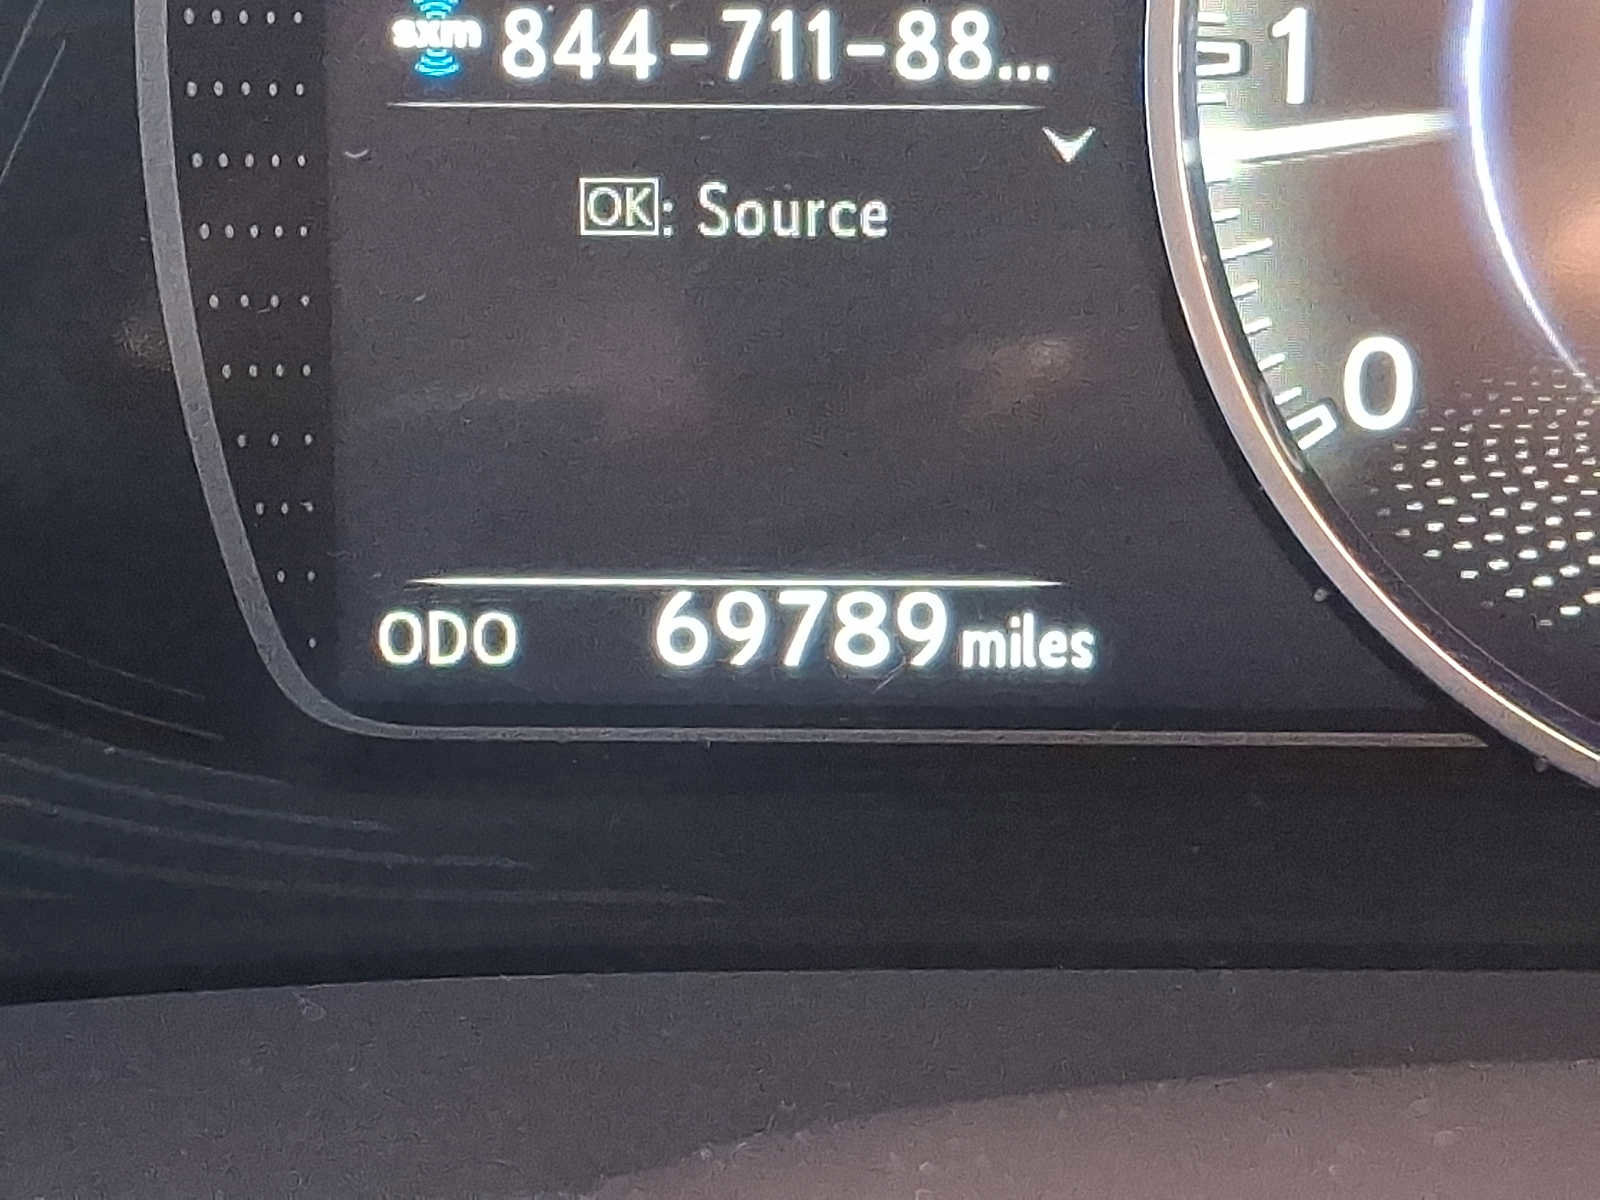 sxm 844-711-88...
1
OK: Source
0
ODO 69789 miles